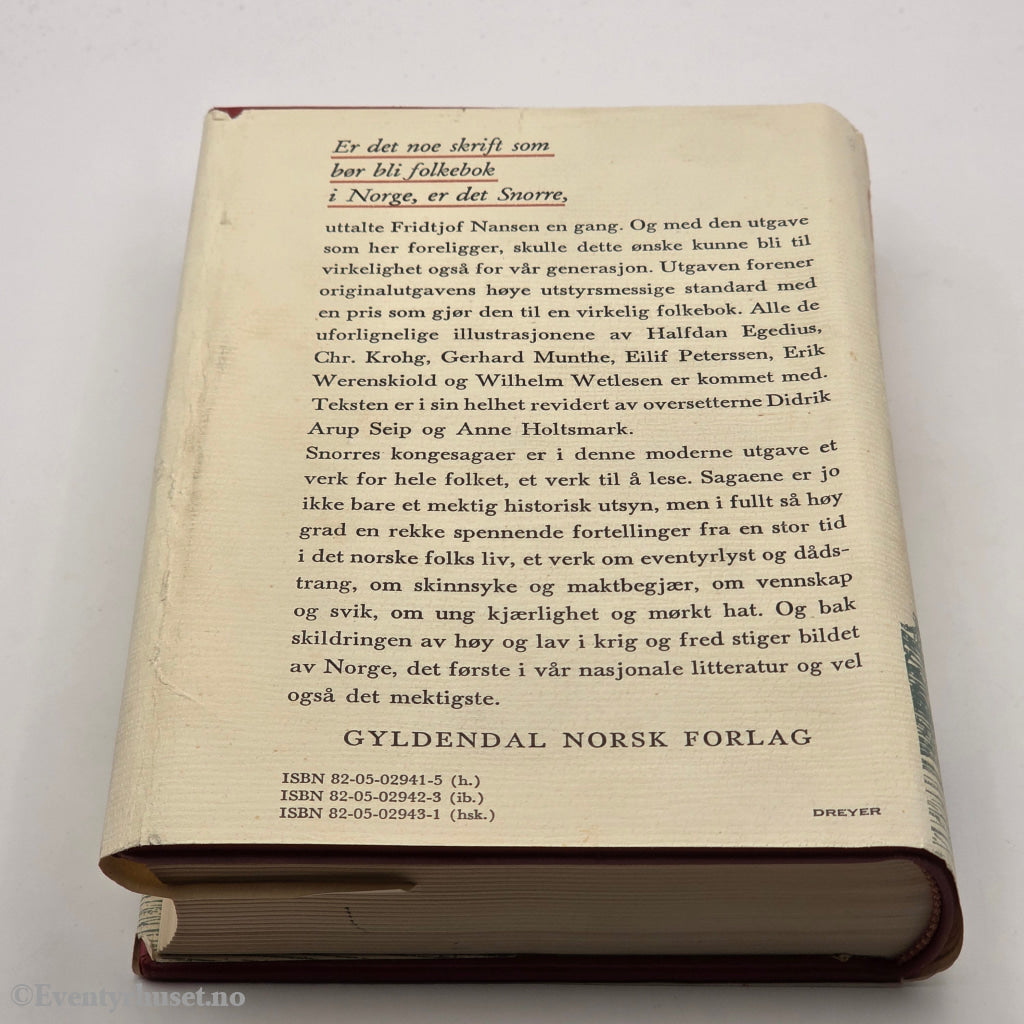 Er det noe skrift som
bør bli folkebok
i Norge, er det Snorre,
uttalte Fridtjof Nansen en gang. Og med den utgave
som her foreligger, skulle dette ønske kunne bli til
virkelighet også for vår generasjon. Utgaven forener
originalutgavens høye utstyrsmessige standard med
en pris som gjør den til en virkelig folkebok. Alle de
uforlignelige illustrasjonene av Halfdan Egedius,
Chr. Krohg, Gerhard Munthe, Eilif Peterssen, Erik
Werenskiold og Wilhelm Wetlesen er kommet med.
Teksten er i sin helhet revidert av oversetterne Didrik
Arup Seip og Anne Holtsmark.
Snorres kongesagaer er i denne moderne utgave et
verk for hele folket, et verk til å lese. Sagaene er jo
ikke bare et mektig historisk utsyn, men i fullt så høy
grad en rekke spennende fortellinger fra en stor tid
i det norske folks liv, et verk om eventyrlyst og dåds-
trang, om skinnsyke og maktbegjær, om vennskap
og svik, om ung kjærlighet og mørkt hat. Og bak
skildringen av høy og lav i krig og fred stiger bildet
av Norge, det første i vår nasjonale litteratur og vel
også det mektigste.
GYLDENDAL NORSK FORLAG
ISBN 82-05-02941-5 (h.)
ISBN 82-05-02942-3 (ib.)
ISBN 82-05-02943-1 (hsk.)
DREYER
©Eventyrhuset.no